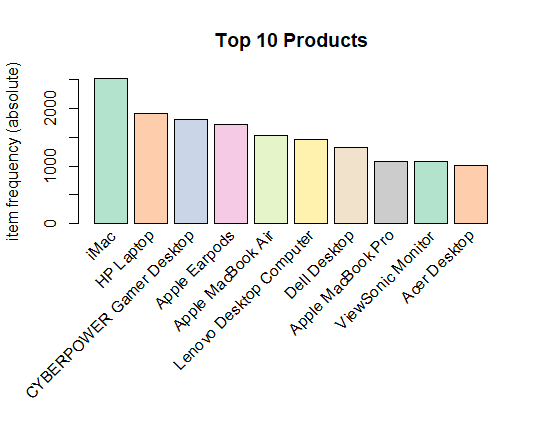 Top 10 Products
item frequency (absolute)
2000
1000
0
iMac
HP Laptop
CYBERPOWER Gamer Desktop
Apple Earpods
Apple MacBook Air
Lenovo Desktop Computer
Dell Desktop
Apple MacBook Pro
ViewSonic Monitor
Acer Desktop